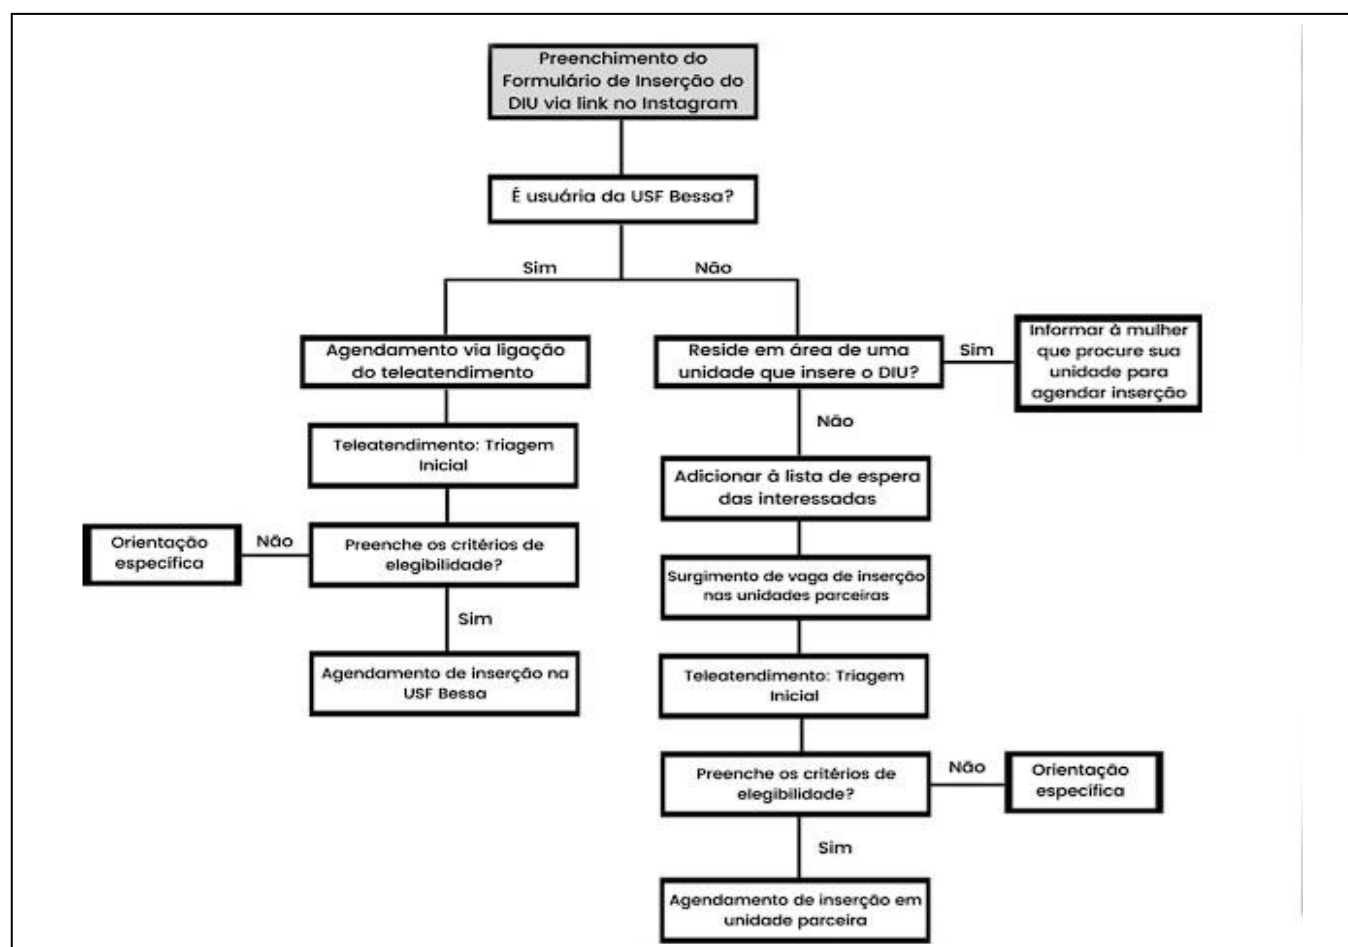 Preenchimento do
Formulário de Inserção do
DIU via link no Instagram
É usuária da USF Bessa?
Sim
Não
Agendamento via ligação
do teleatendimento
Reside em área de uma
unidade que insere o DIU?
Sim
Informar à mulher
que procure sua
unidade para
agendar inserção
Não
Teleatendimento: Triagem
Inicial
Adicionar à lista de espera
das interessadas
Orientação
específica
Não
Preenche os critérios de
elegibilidade?
Surgimento de vaga de inserção
nas unidades parceiras
Sim
Agendamento de inserção na
USF Bessa
Teleatendimento: Triagem
Inicial
Preenche os critérios de
elegibilidade?
Não
Orientação
específica
Sim
Agendamento de inserção em
unidade parceira